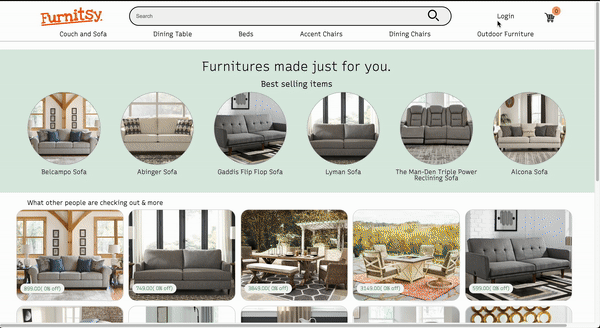 Furnitsy.
Search
Login
0
Couch and Sofa
Dining Table
Beds
Accent Chairs
Dining Chairs
Outdoor Furniture
Furnitures made just for you.
Best selling items
Belcampo Sofa
Abinger Sofa
Gaddis Flip Flop Sofa
Lyman Sofa
The Man-Den Triple Power
Reclining Sofa
Alcona Sofa
What other people are checking out & more
899.00( 0% off)
749.00( 0% off)
3849.00( 0% off)
3149.00( 0% off)
599.00( 0% off)